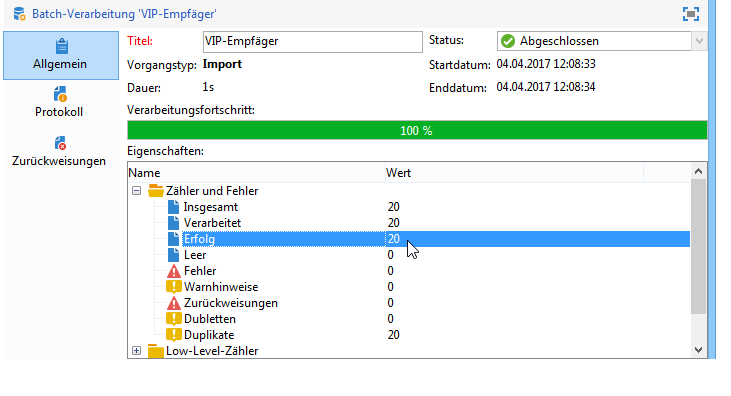 Batch-Verarbeitung 'VIP-Empfäger'
Allgemein
Protokoll
Zurückweisungen
Titel: VIP-Empfäger Status: Abgeschlossen
Vorgangstyp: Import Startdatum: 04.04.2017 12:08:33
Dauer: 1s Enddatum: 04.04.2017 12:08:34
Verarbeitungsfortschritt:
100 %
Eigenschaften:
Name Wert
Zähler und Fehler
Insgesamt 20
Verarbeitet 20
Erfolg 20
Leer 0
Fehler 0
Warnhinweise 0
Zurückweisungen 0
Dubletten 0
Duplikate 20
Low-Level-Zähler